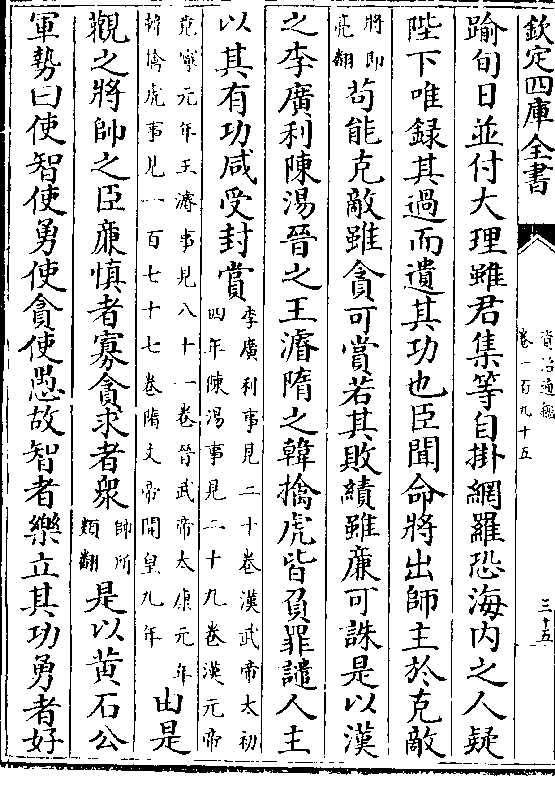 欽定四庫全書
資治通鑑
卷一百九十五
三十五
踰旬日並付大理雖君集等自掛網羅恐海内之人疑
陛下唯録其過而遺其功也臣聞命將出師主於克敵
將即亮翻苟能克敵雖貪可賞若其敗績雖廉可誅是以漢
之李廣利陳湯晉之王濬隋之韓擒虎皆負罪譴人主
以其有功咸受封賞李廣利事見二十卷漢武帝太初四年陳湯事見二十九卷漢元帝
竟寧元年王濬事見八十一卷晉武帝太康元年韓擒虎事見一百七十七卷隋文帝開皇九年由是
觀之將帥之臣廉慎者寡貪求者衆帥所類翻是以黄石公
軍勢曰使智使勇使貪使愚故智者樂立其功勇者好